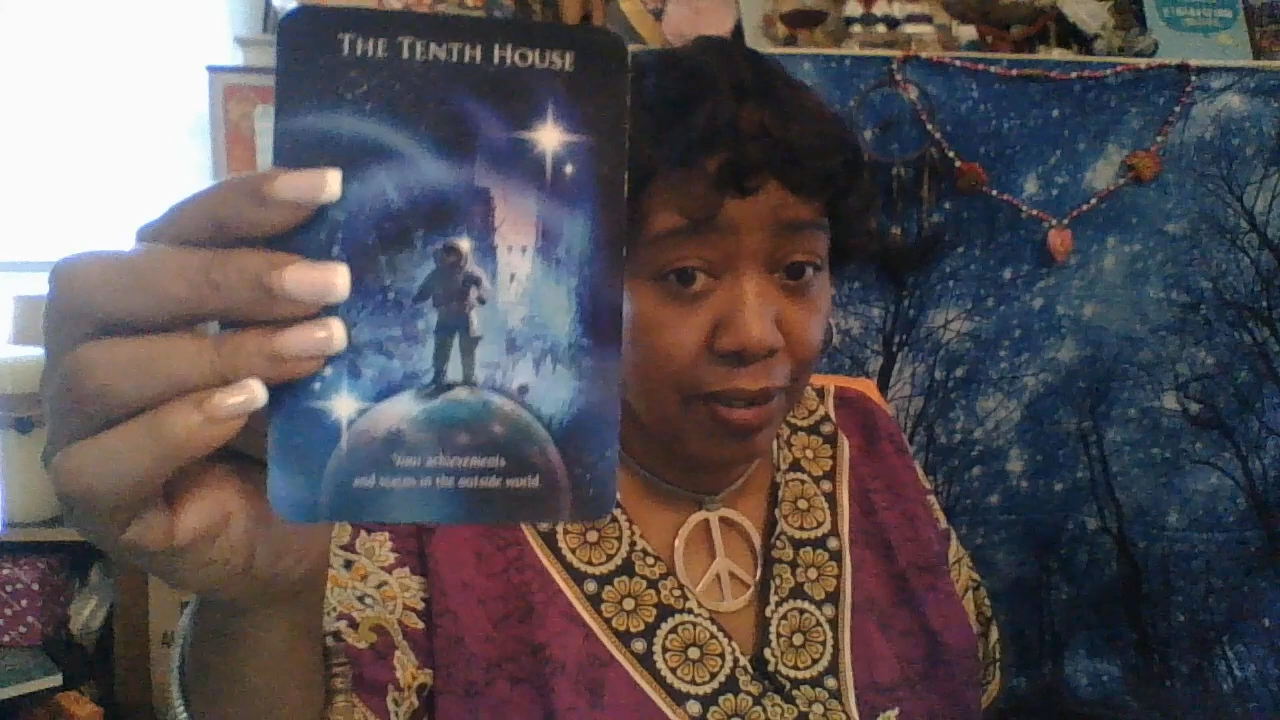 THE TENTH HOUSE
Your achievements
and status in the outside world